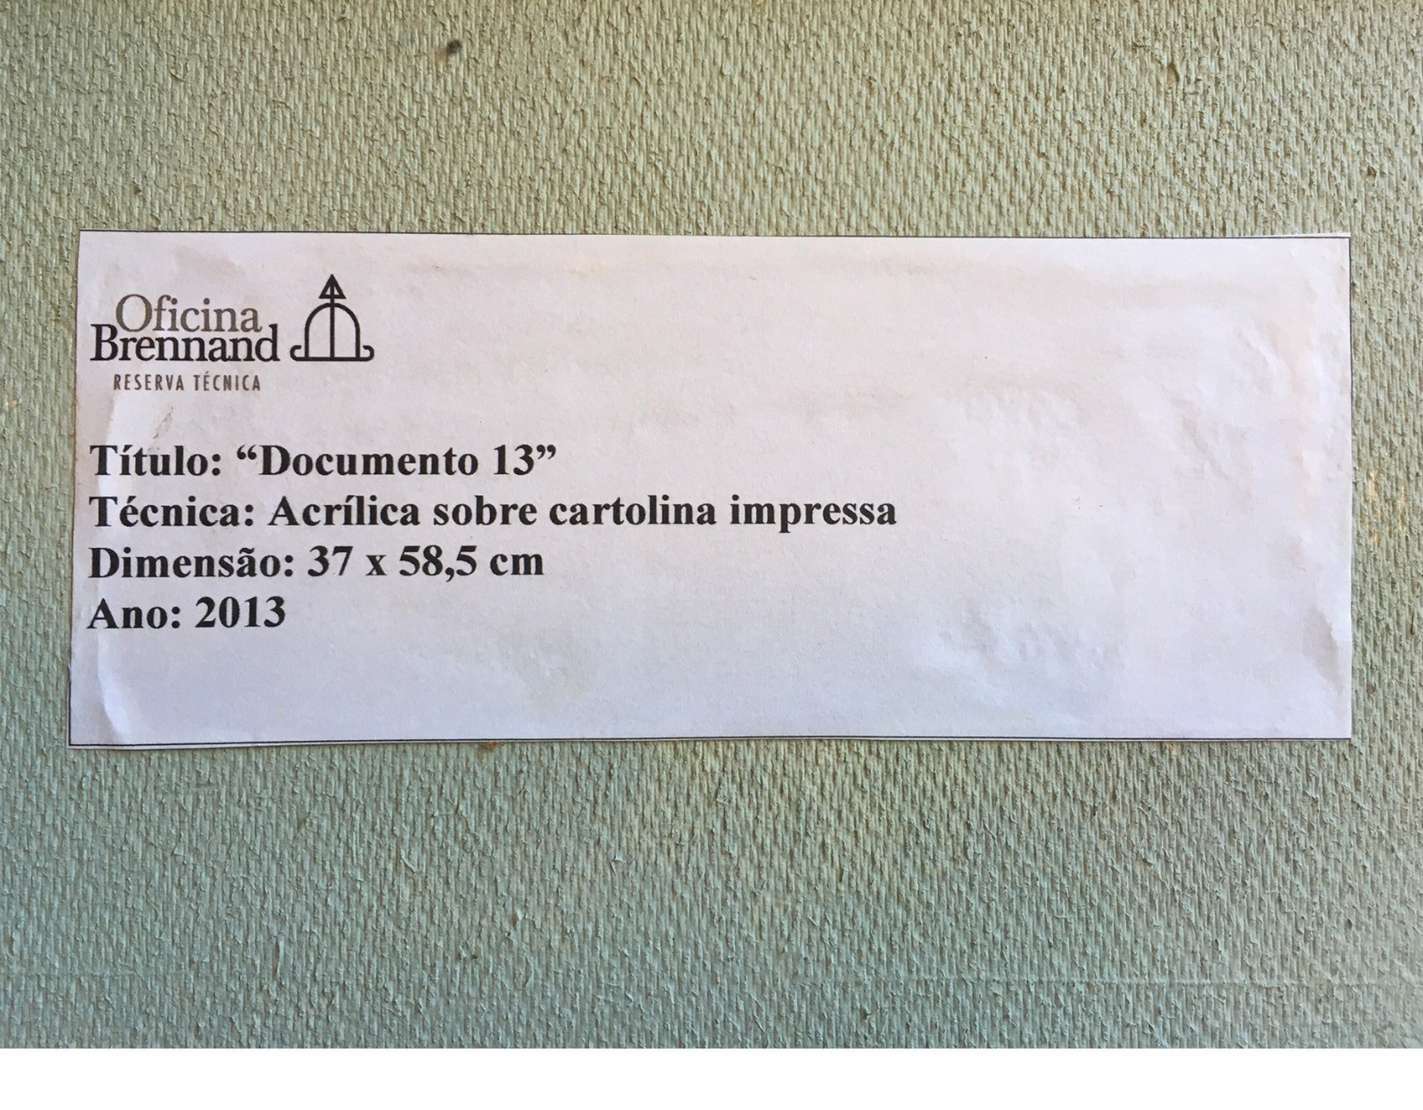 Oficina
Brennand
RESERVA TÉCNICA
Título: “Documento 13”
Técnica: Acrílica sobre cartolina impressa
Dimensão: 37 x 58,5 cm
Ano: 2013